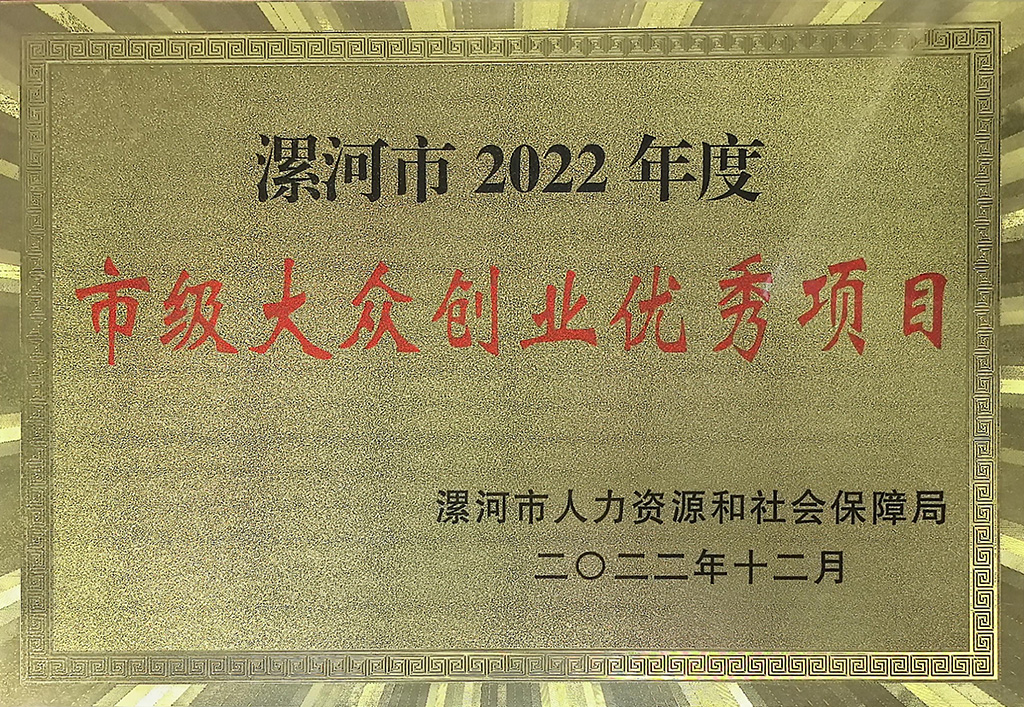 漯河市 2022 年度
市级大众创业优秀项目
漯河市人力资源和社会保障局
二〇二二年十二月